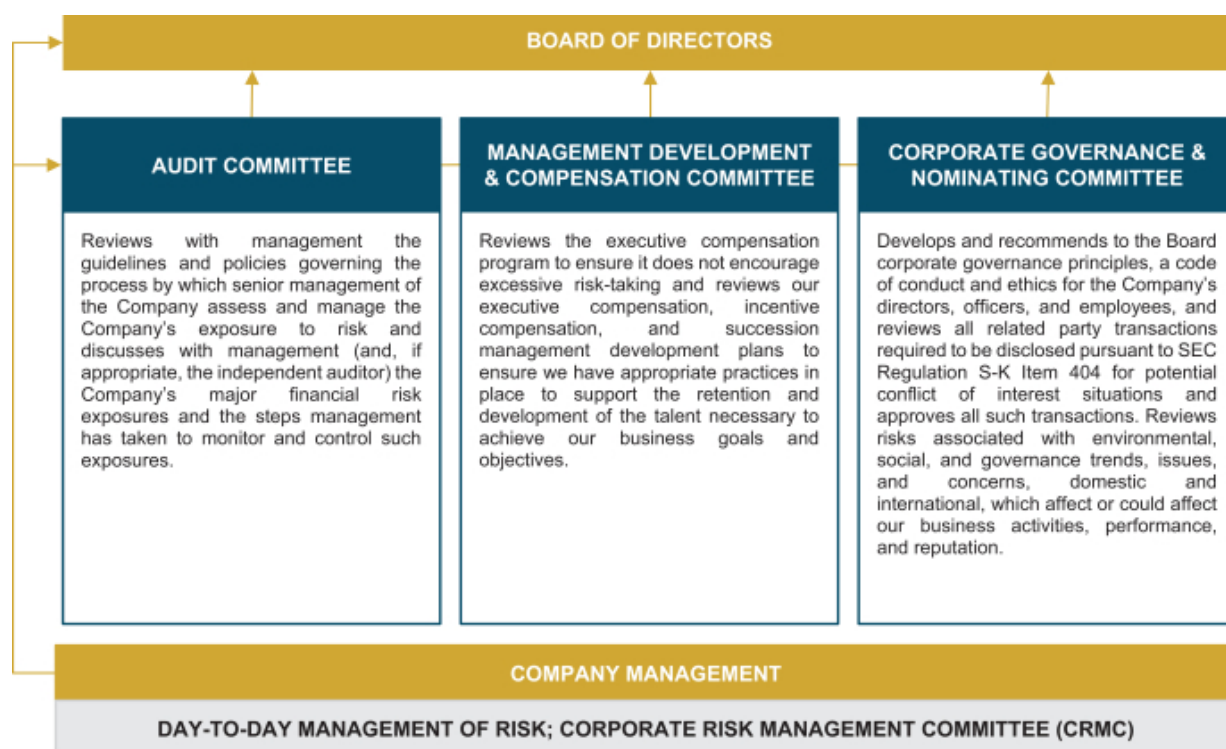 BOARD OF DIRECTORS
AUDIT COMMITTEE
Reviews with management the
guidelines and policies governing the
process by which senior management of
the Company assess and manage the
Company's exposure to risk and
discusses with management (and, if
appropriate, the independent auditor) the
Company's major financial risk
exposures and the steps management
has taken to monitor and control such
exposures.
MANAGEMENT DEVELOPMENT
& COMPENSATION COMMITTEE
Reviews the executive compensation
program to ensure it does not encourage
excessive risk-taking and reviews our
executive compensation, incentive
compensation, and succession
management development plans to
ensure we have appropriate practices in
place to support the retention and
development of the talent necessary to
achieve our business goals and
objectives.
CORPORATE GOVERNANCE &
NOMINATING COMMITTEE
Develops and recommends to the Board
corporate governance principles, a code
of conduct and ethics for the Company's
directors, officers, and employees, and
reviews all related party transactions
required to be disclosed pursuant to SEC
Regulation S-K Item 404 for potential
conflict of interest situations and
approves all such transactions. Reviews
risks associated with environmental,
social, and governance trends, issues,
and concerns, domestic and
international, which affect or could affect
our business activities, performance,
and reputation.
COMPANY MANAGEMENT
DAY-TO-DAY MANAGEMENT OF RISK; CORPORATE RISK MANAGEMENT COMMITTEE (CRMC)